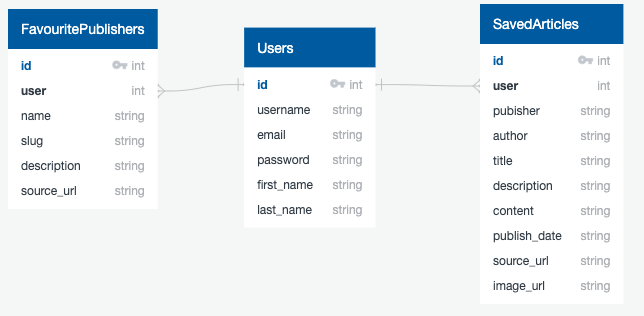 FavouritePublishers
id int
user int
name string
slug string
description string
source_url string
Users
id int
username string
email string
password string
first_name string
last_name string
SavedArticles
id int
user int
pubisher string
author string
title string
description string
content string
publish_date string
source_url string
image_url string